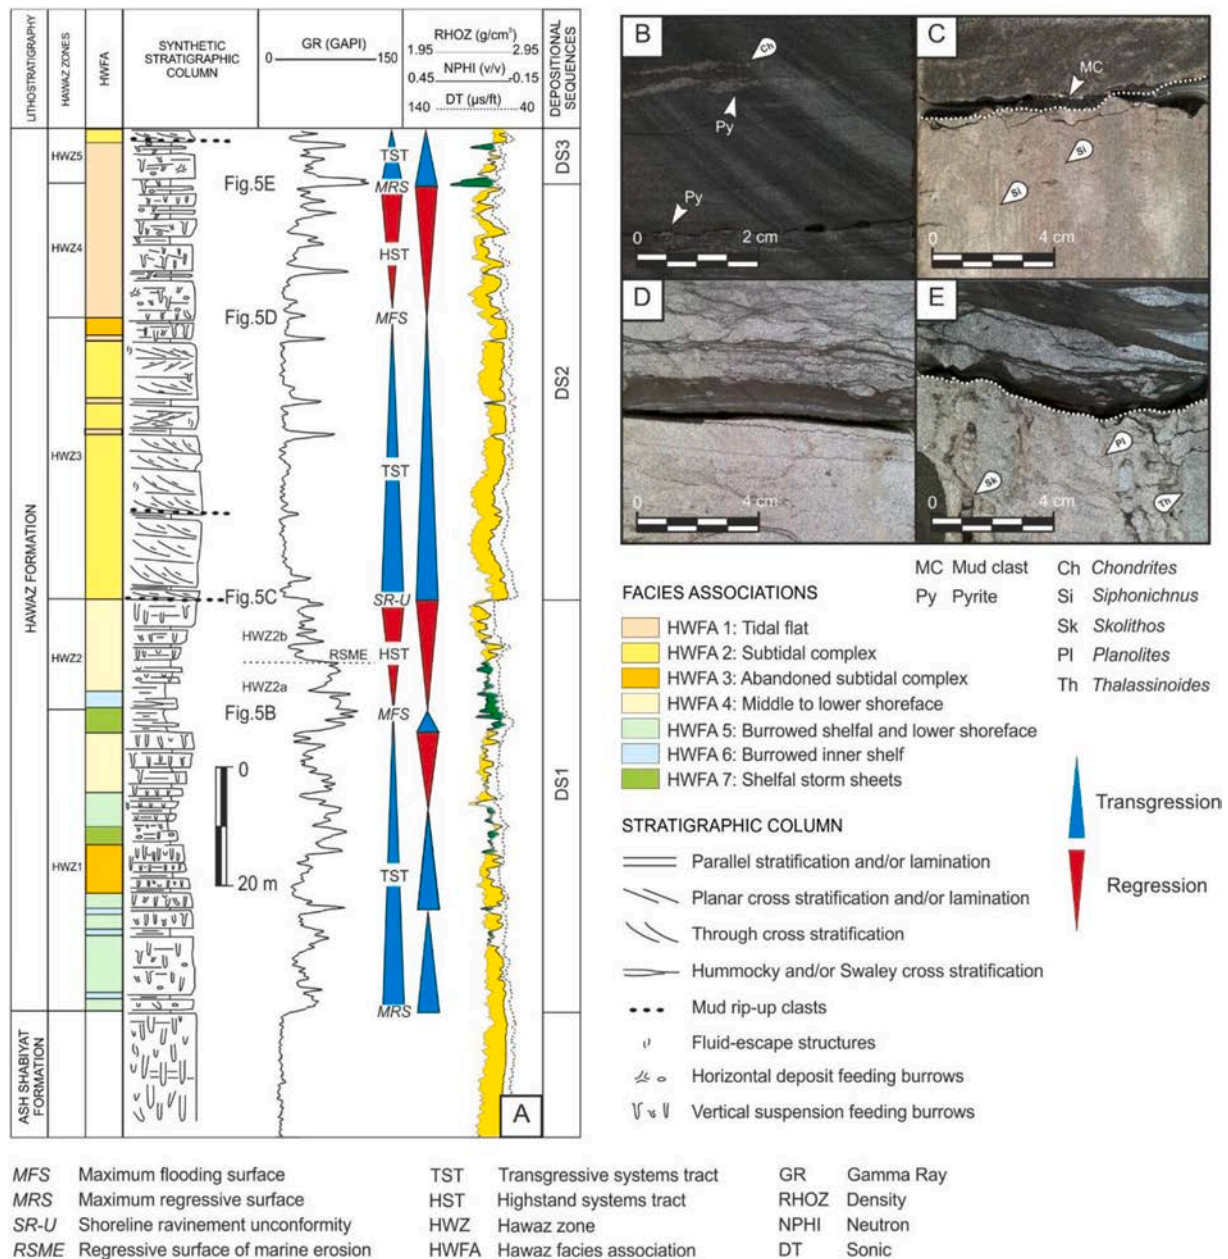 LITHOSTRATIGRAPHY
HAWAZ ZONES
HWFA
SYNTHETIC
STRATIGRAPHIC
COLUMN
GR (GAPI)
0 150
RHOZ (g/cm³)
1.95 2.95
NPHI (v/v)
0.45 -0.15
DT (µs/ft)
140 40
DEPOSITIONAL
SEQUENCES
HAWAZ FORMATION
ASH SHABIYAT
FORMATION
HWZ5
HWZ4
HWZ3
HWZ2
HWZ1
Fig.5E
Fig.5D
Fig.5C
HWZ2b
RSME
HWZ2a
Fig.5B
0
20 m
TST
MRS
HST
MFS
TST
SR-U
HST
MFS
TST
MRS
DS3
DS2
DS1
A
B
Ch
Py
Py
0 2 cm
C
MC
Si
Si
0 4 cm
D
4 cm
E
Pl
Sk
Th
0 4 cm
MC Mud clast
Py Pyrite
Ch Chondrites
Si Siphonichnus
Sk Skolithos
Pl Planolites
Th Thalassinoides
FACIES ASSOCIATIONS
HWFA 1: Tidal flat
HWFA 2: Subtidal complex
HWFA 3: Abandoned subtidal complex
HWFA 4: Middle to lower shoreface
HWFA 5: Burrowed shelfal and lower shoreface
HWFA 6: Burrowed inner shelf
HWFA 7: Shelfal storm sheets
Transgression
Regression
STRATIGRAPHIC COLUMN
Parallel stratification and/or lamination
Planar cross stratification and/or lamination
Through cross stratification
Hummocky and/or Swaley cross stratification
Mud rip-up clasts
Fluid-escape structures
Horizontal deposit feeding burrows
Vertical suspension feeding burrows
MFS Maximum flooding surface
MRS Maximum regressive surface
SR-U Shoreline ravinement unconformity
RSME Regressive surface of marine erosion
TST Transgressive systems tract
HST Highstand systems tract
HWZ Hawaz zone
HWFA Hawaz facies association
GR Gamma Ray
RHOZ Density
NPHI Neutron
DT Sonic